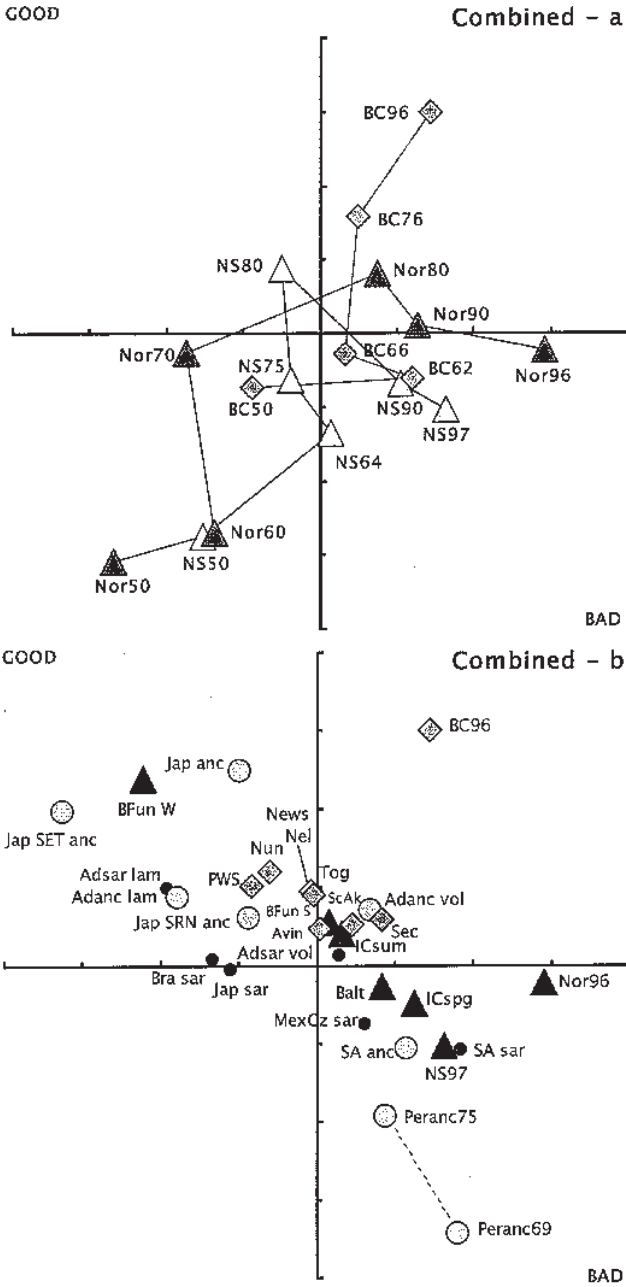 GOOD
Combined - a
BC96
BC76
NS80
Nor80
Nor90
Nor70
NS75
BC66
BC62
Nor96
BC50
NS90
NS97
NS64
Nor60
NS50
Nor50
BAD
GOOD
Combined - b
BC96
Jap anc
BFun W
News
Jap SET anc
Nel
Nun
Adsar lam
PWS
Tog
Adanc lam
ScAk
Adanc vol
BFun S
Jap SRN anc
Avin
Sec
Adsar vol
ICsum
Bra sar
Jap sar
Balt
ICspg
Nor96
MexCz sar
SA anc
SA sar
NS97
Peranc75
Peranc69
BAD